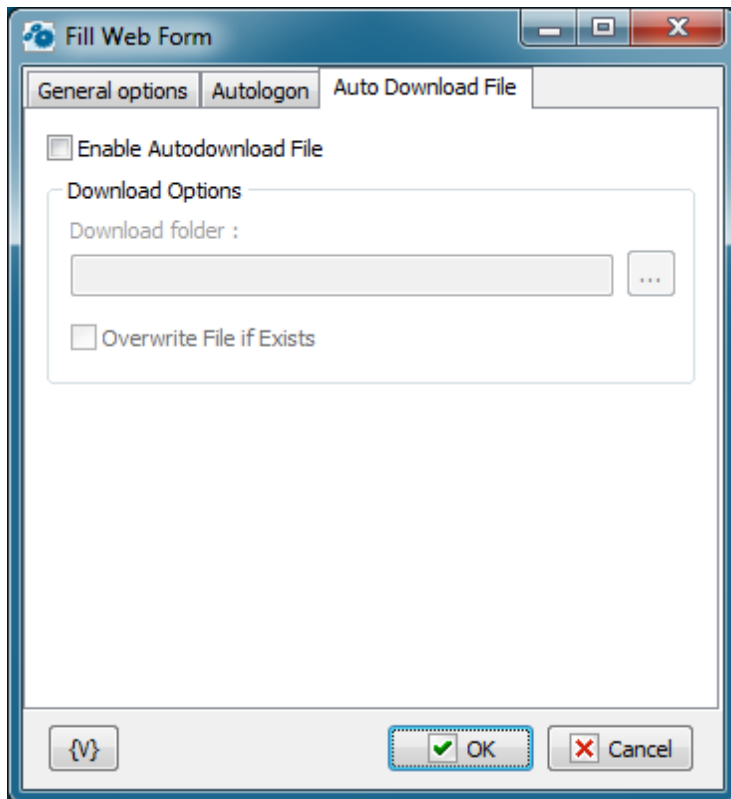 Fill Web Form
General options Autologon Auto Download File
Enable Autodownload File
Download Options
Download folder :
...
Overwrite File if Exists
{V} OK Cancel